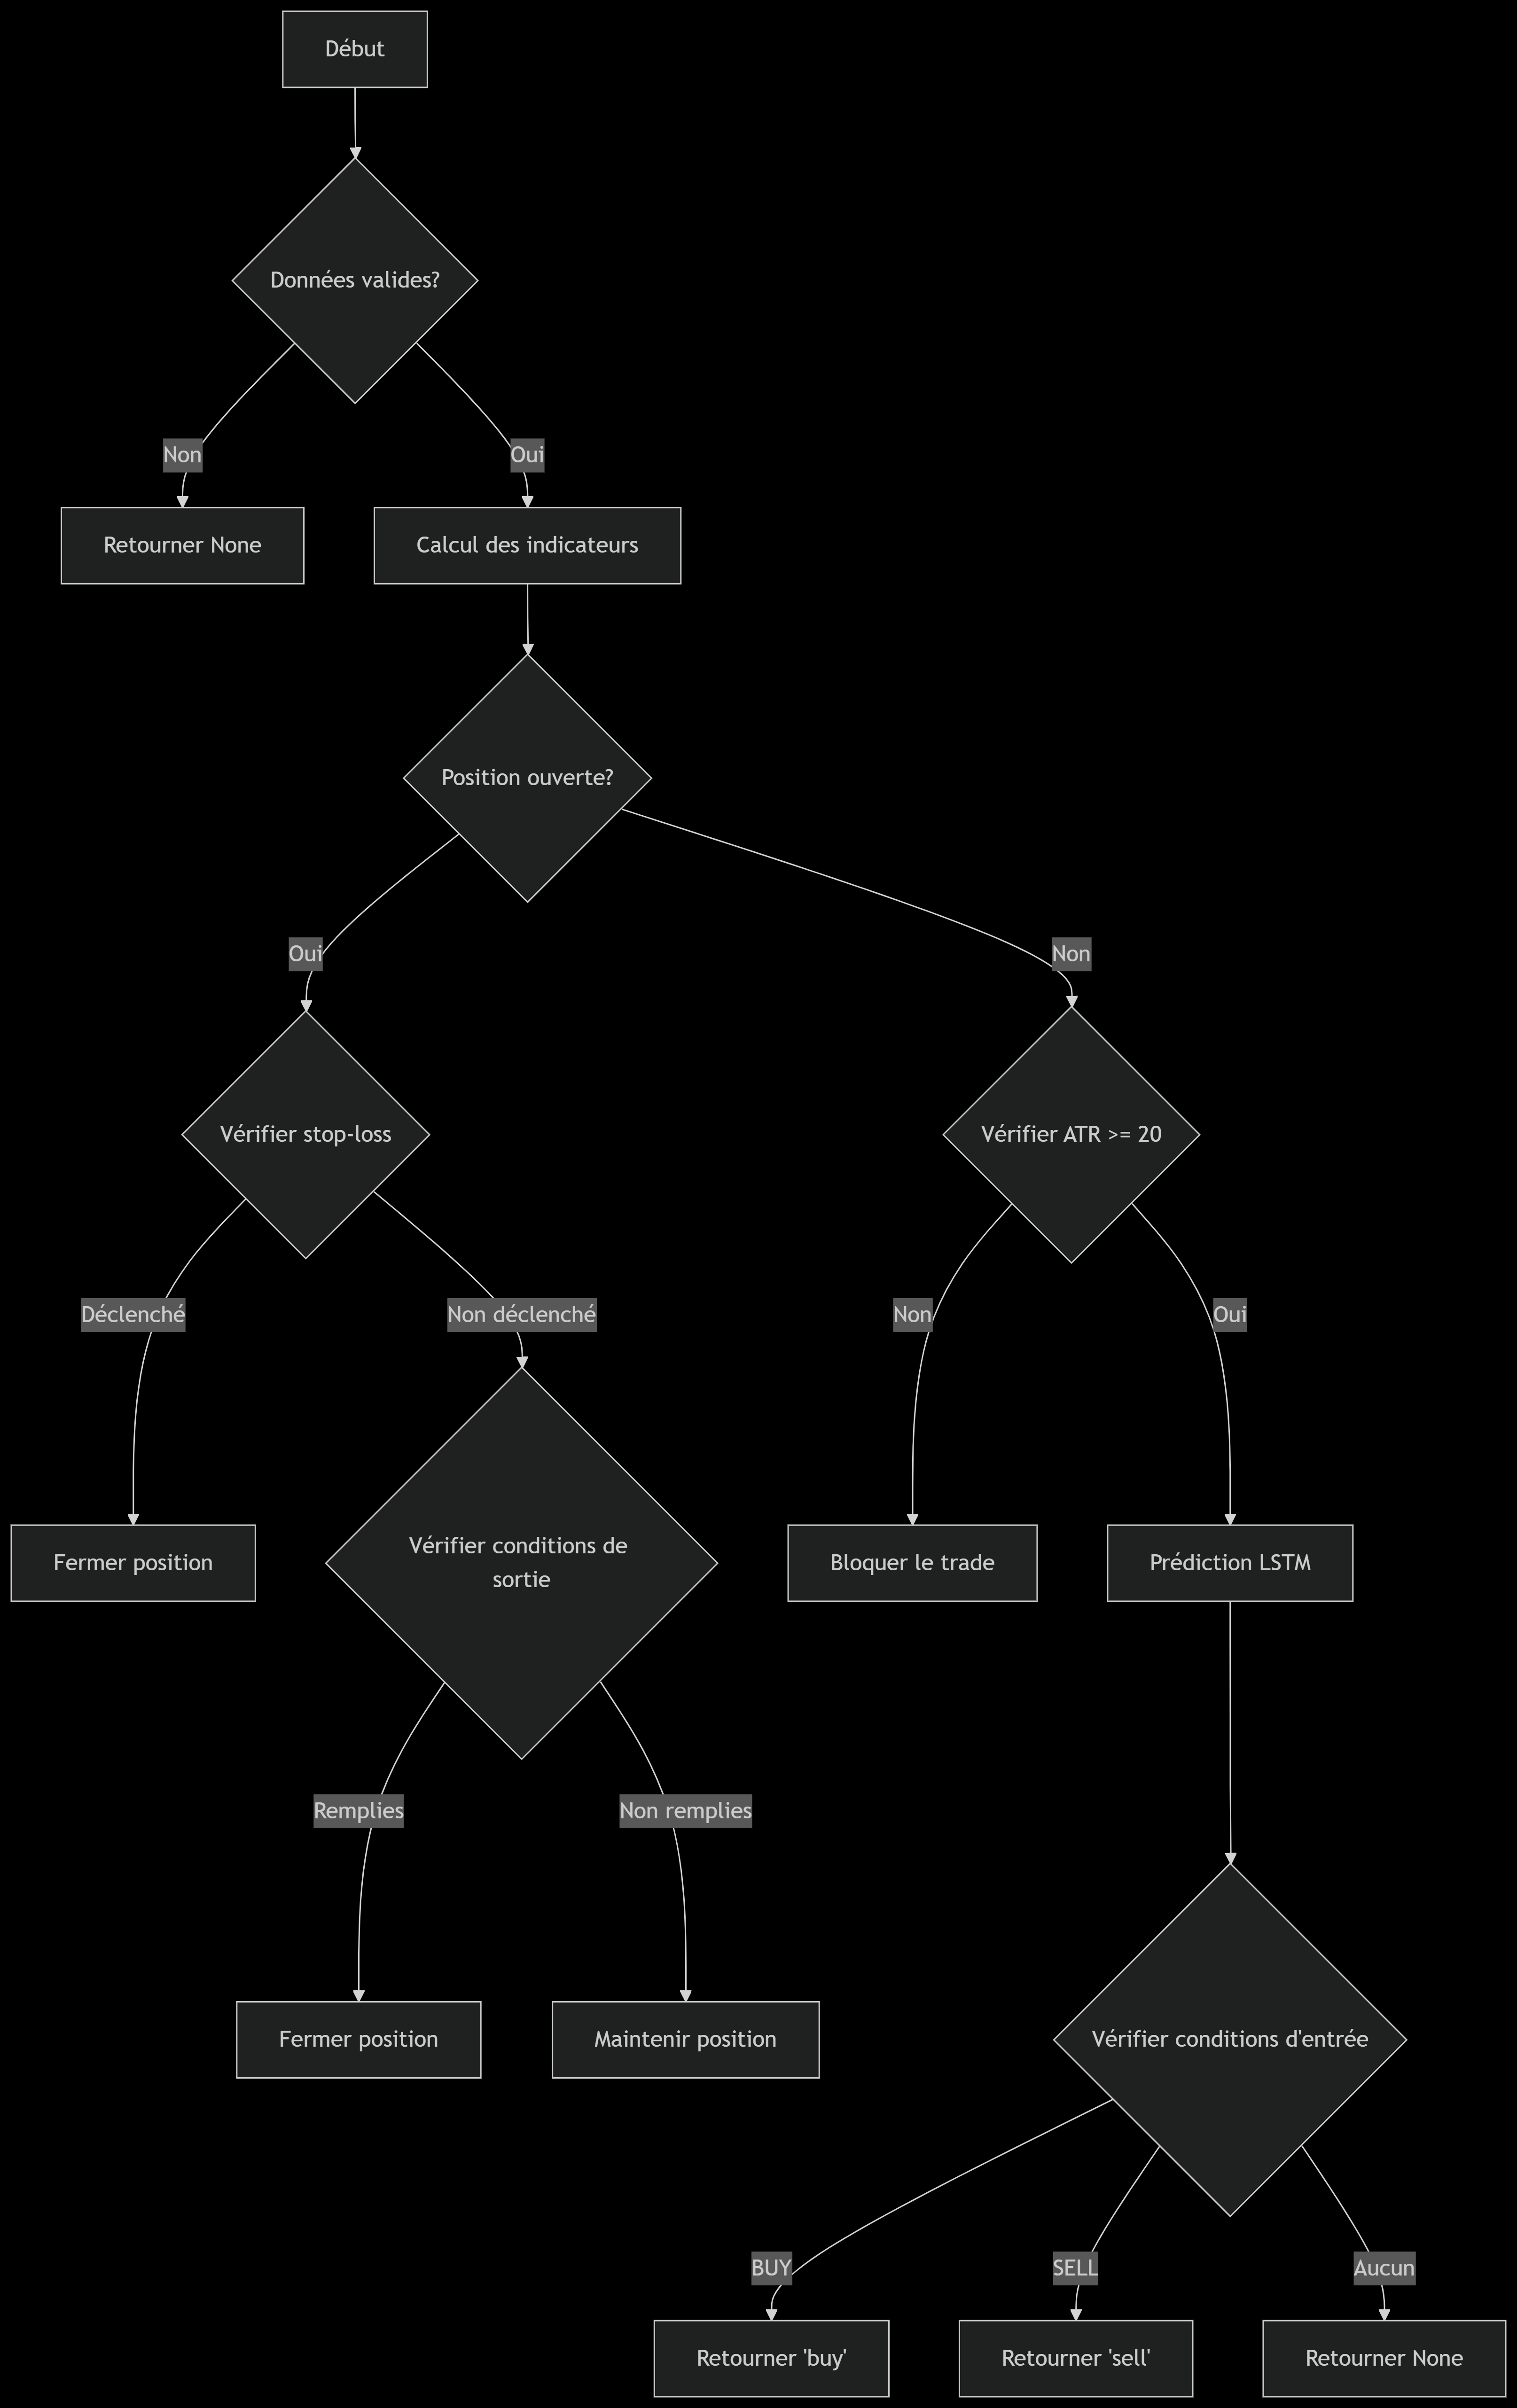 Début
Données valides?
Non
Oui
Retourner None
Calcul des indicateurs
Position ouverte?
Oui
Non
Vérifier stop-loss
Vérifier ATR >= 20
Déclenché
Non déclenché
Non
Oui
Fermer position
Vérifier conditions de
sortie
Bloquer le trade
Prédiction LSTM
Remplies
Non remplies
Fermer position
Maintenir position
Vérifier conditions d'entrée
BUY
SELL
Aucun
Retourner 'buy'
Retourner 'sell'
Retourner None